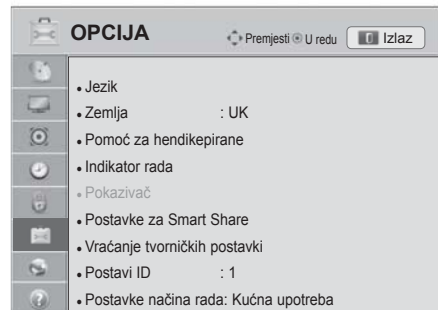 OPCIJA Premjesti U redu Izlaz
• Jezik
• Zemlja : UK
• Pomoć za hendikepirane
• Indikator rada
• Pokazivač
• Postavke za Smart Share
• Vraćanje tvorničkih postavki
• Postavi ID : 1
• Postavke načina rada: Kućna upotreba